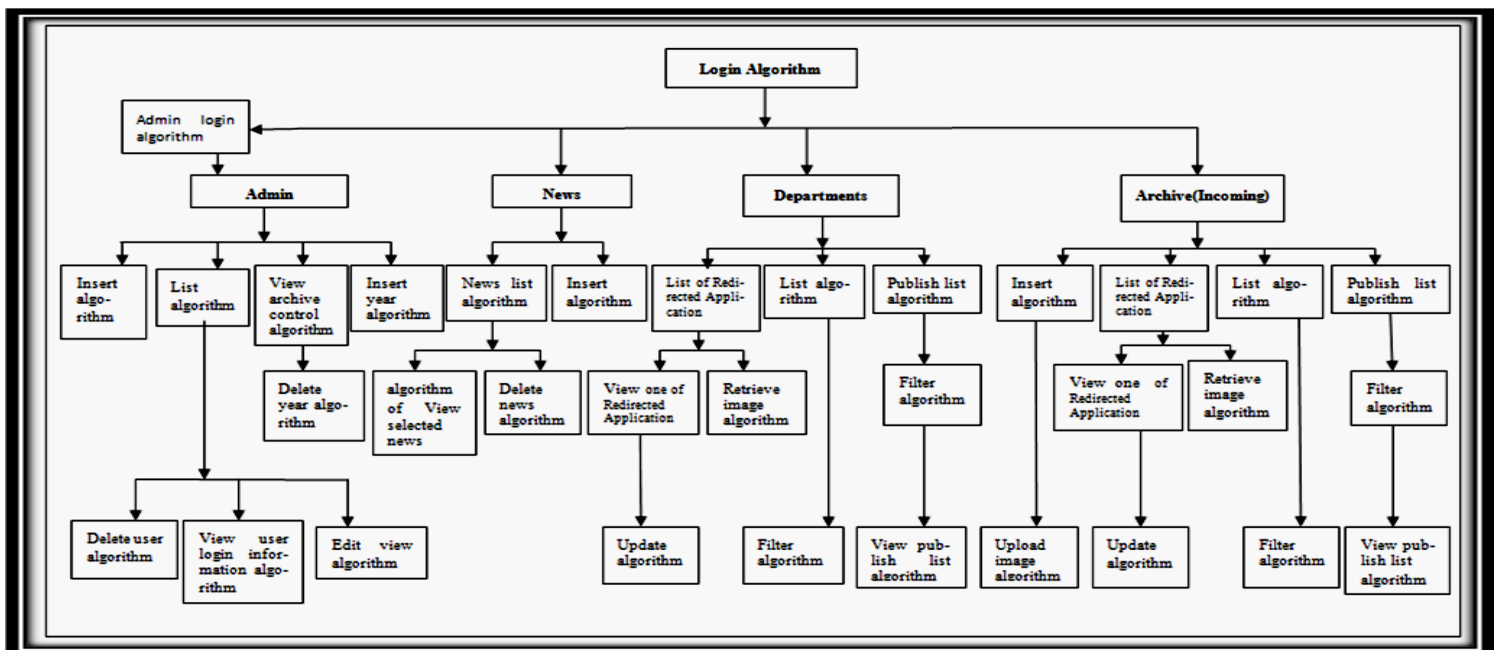 Login Algorithm
Admin login
algorithm
Admin
News
Departments
Archive(Incoming)
Insert
algo-
rithm
List
algorithm
View
archive
control
algorithm
Insert
year
algorithm
News list
algorithm
Insert
algorithm
List of Redi-
rected Appli-
cation
List algo-
rithm
Publish list
algorithm
Insert
algorithm
List of Redi-
rected Appli-
cation
List algo-
rithm
Publish list
algorithm
Delete
year algo-
rithm
algorithm
of View
selected
news
Delete
news
algorithm
View one of
Redirected
Application
Retrieve
image
algorithm
Filter
algorithm
View one of
Redirected
Application
Retrieve
image
algorithm
Filter
algorithm
Delete user
algorithm
View user
login infor-
mation algo-
rithm
Edit view
algorithm
Update
algorithm
Filter
algorithm
View pub-
lish list
algorithm
Upload
image
algorithm
Update
algorithm
Filter
algorithm
View pub-
lish list
algorithm